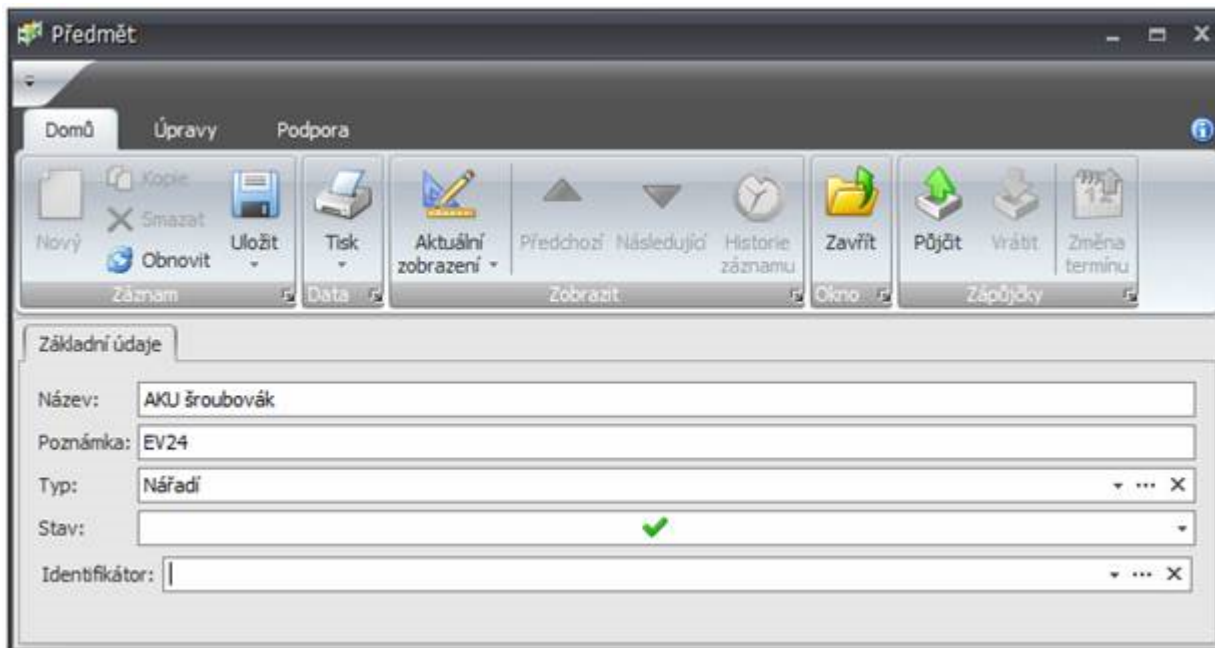 Předmět
Domů Úpravy Podpora
Nový
Kopie
Smazat
Obnovit
Uložit
Tisk
Aktuální
zobrazení
Předchozí
Následující
Historie
záznamu
Zavřít
Půjčit
Vrátit
Změna
termínu
Záznam Data Zobrazit Okno Zápůjčky
Základní údaje
Název: AKU šroubovák
Poznámka: EV24
Typ: Nářadí
Stav:
Identifikátor: